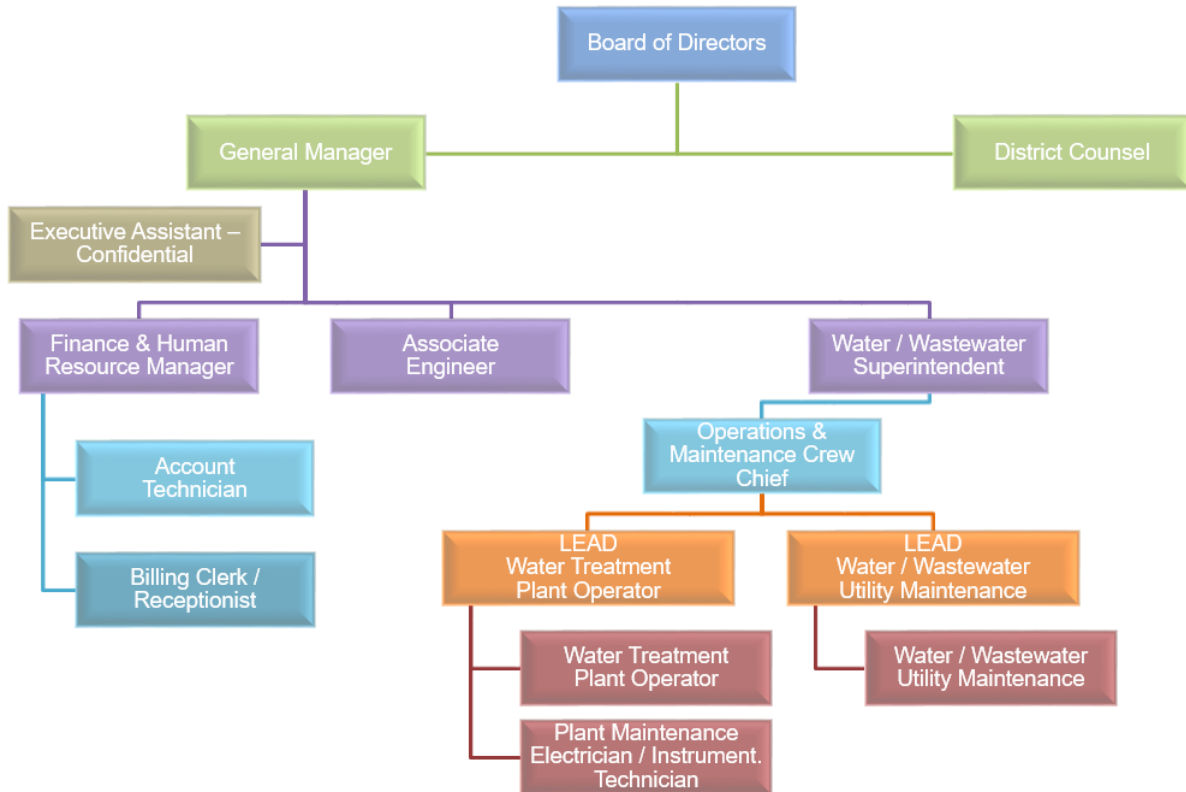 Board of Directors
General Manager
District Counsel
Executive Assistant –
Confidential
Finance & Human
Resource Manager
Associate
Engineer
Water / Wastewater
Superintendent
Operations &
Maintenance Crew
Chief
Account
Technician
Billing Clerk /
Receptionist
LEAD
Water Treatment
Plant Operator
LEAD
Water / Wastewater
Utility Maintenance
Water Treatment
Plant Operator
Water / Wastewater
Utility Maintenance
Plant Maintenance
Electrician / Instrument.
Technician